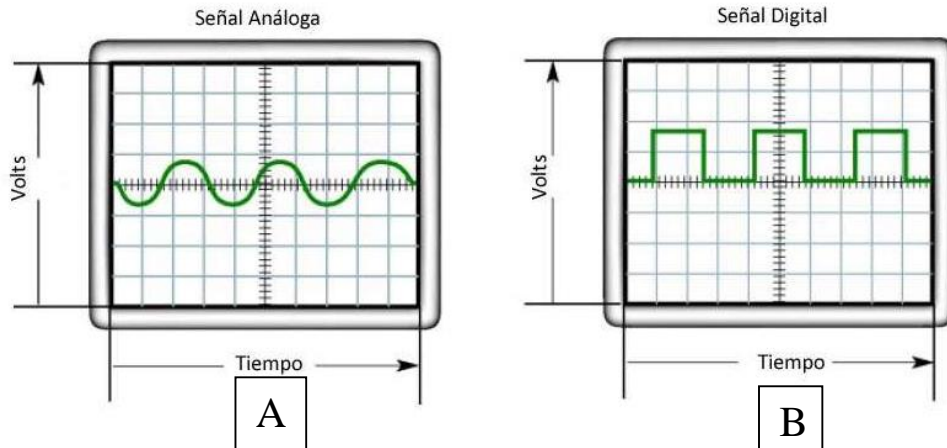 Señal Análoga
Volts
Tiempo
A
Señal Digital
Volts
Tiempo
B